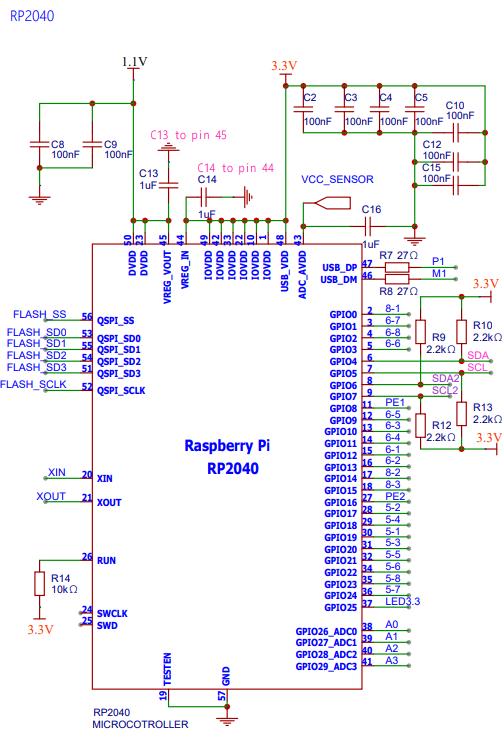 RP2040
1.1V
3.3V
C2
100nF
C3
100nF
C4
100nF
C5
100nF
C10
100nF
C8
100nF
C9
100nF
C13 to pin 45
C13
1uF
C14 to pin 44
C14
1uF
C12
100nF
C15
100nF
VCC_SENSOR
C16
1uF
50
23
45
44
49
42
33
22
10
1
48
43
DVDD
DVDD
VREG_VOUT
VREG_IN
IOVDD
IOVDD
IOVDD
IOVDD
IOVDD
IOVDD
USB_VDD
ADC_AVDD
USB_DP
47
R7 27Ω
P1
USB_DM
46
R8 27Ω
M1
FLASH_SS
56
QSPI_SS
FLASH_SD0
53
QSPI_SD0
FLASH_SD1
55
QSPI_SD1
FLASH_SD2
54
QSPI_SD2
FLASH_SD3
51
QSPI_SD3
FLASH_SCLK
52
QSPI_SCLK
XIN
20
XIN
XOUT
21
XOUT
26
RUN
R14
10kΩ
3.3V
24
SWCLK
25
SWD
Raspberry Pi
RP2040
GPIO0
2
8-1
GPIO1
3
6-7
GPIO2
4
6-8
GPIO3
5
6-6
GPIO4
6
SDA
GPIO5
7
SCL
GPIO6
8
SDA2
GPIO7
9
SCL2
GPIO8
11
PE1
GPIO9
12
6-5
GPIO10
13
6-3
GPIO11
14
6-4
GPIO12
15
6-1
GPIO13
16
6-2
GPIO14
17
8-2
GPIO15
18
8-3
GPIO16
27
PE2
GPIO17
28
5-2
GPIO18
29
5-4
GPIO19
30
5-1
GPIO20
31
5-3
GPIO21
32
5-5
GPIO22
34
5-6
GPIO23
35
5-8
GPIO24
36
5-7
GPIO25
37
LED3.3
GPIO26_ADC0
38
A0
GPIO27_ADC1
39
A1
GPIO28_ADC2
40
A2
GPIO29_ADC3
41
A3
3.3V
R9
2.2kΩ
R10
2.2kΩ
R12
2.2kΩ
R13
2.2kΩ
3.3V
TESTEN
19
GND
57
RP2040
MICROCOTROLLER